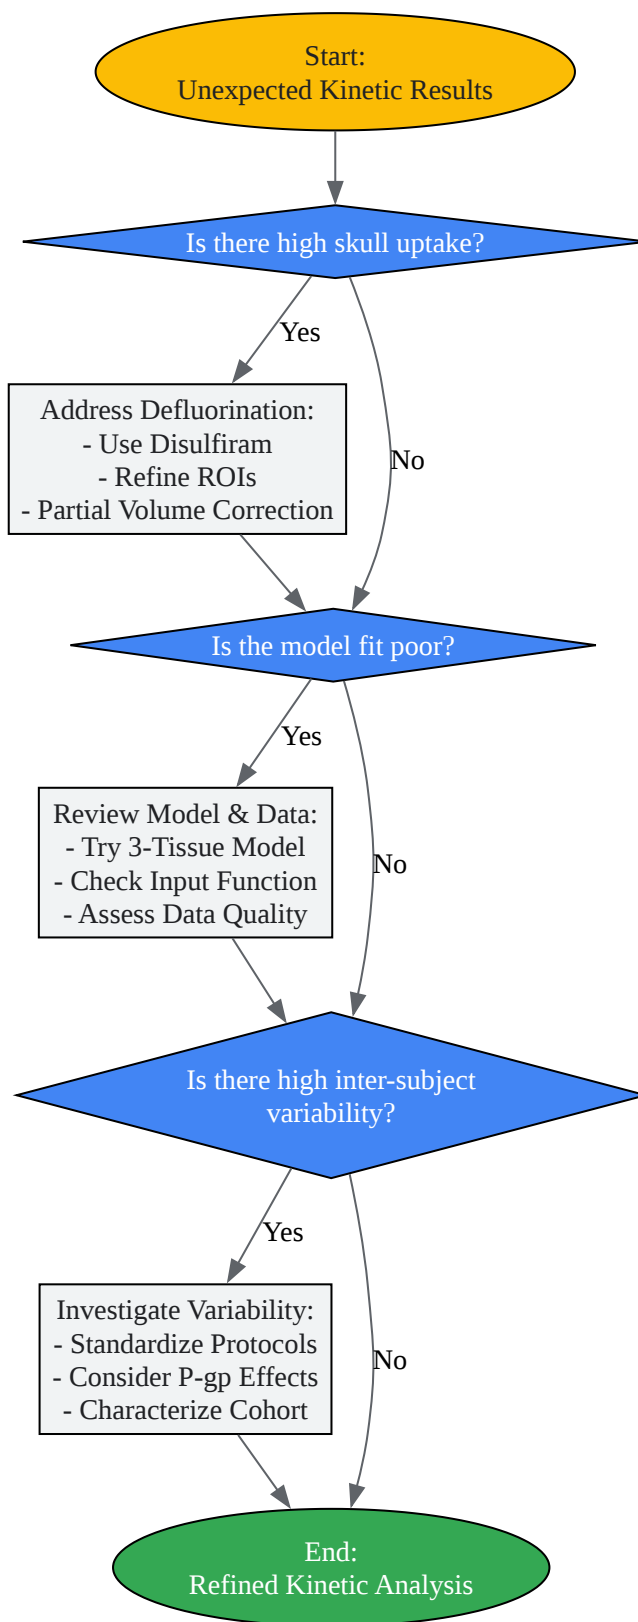 Start:
Unexpected Kinetic Results
Is there high skull uptake?
Yes
Address Defluorination:
- Use Disulfiram
- Refine ROIs
- Partial Volume Correction
No
Is the model fit poor?
Yes
Review Model & Data:
- Try 3-Tissue Model
- Check Input Function
- Assess Data Quality
No
Is there high inter-subject
variability?
Yes
Investigate Variability:
- Standardize Protocols
- Consider P-gp Effects
- Characterize Cohort
No
End:
Refined Kinetic Analysis